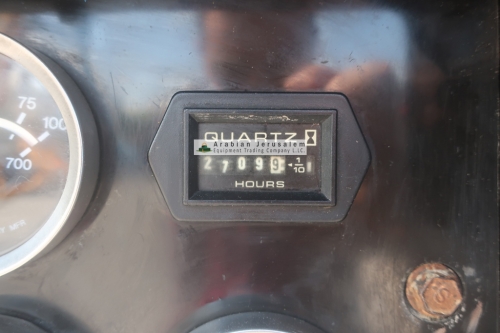 75
100
700
QUARTZ
Arabian Jerusalem
Equipment Trading Company L.L.C
27099 1/10
HOURS